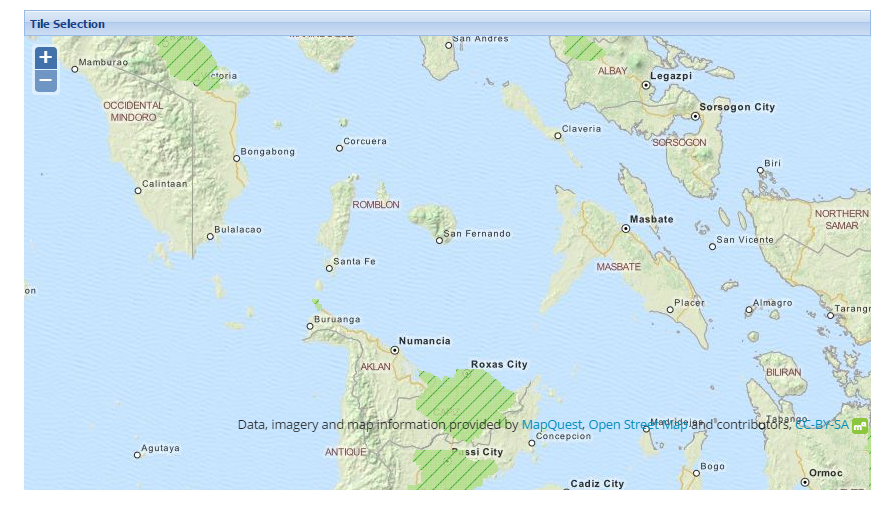 Tile Selection
+
−
San Andres
Mamburao
ctoria
ALBAY
Legazpi
OCCIDENTAL
MINDORO
Sorsogon City
Claveria
Corcuera
SORSOGON
Bongabong
Biri
Calintaan
ROMBLON
NORTHERN
SAMAR
Masbate
Bulalacao
San Fernando
San Vicente
Santa Fe
MASBATE
on
Placer
Almagro
Tarangn
Buruanga
Numancia
AKLAN
Roxas City
BILIRAN
Data, imagery and map information provided by MapQuest, Open Street Map and contributors, CC-BY-SA
Madridejos
Tabango
Concepcion
Agutaya
ANTIQUE
Passi City
Bogo
Ormoc
Cadiz City